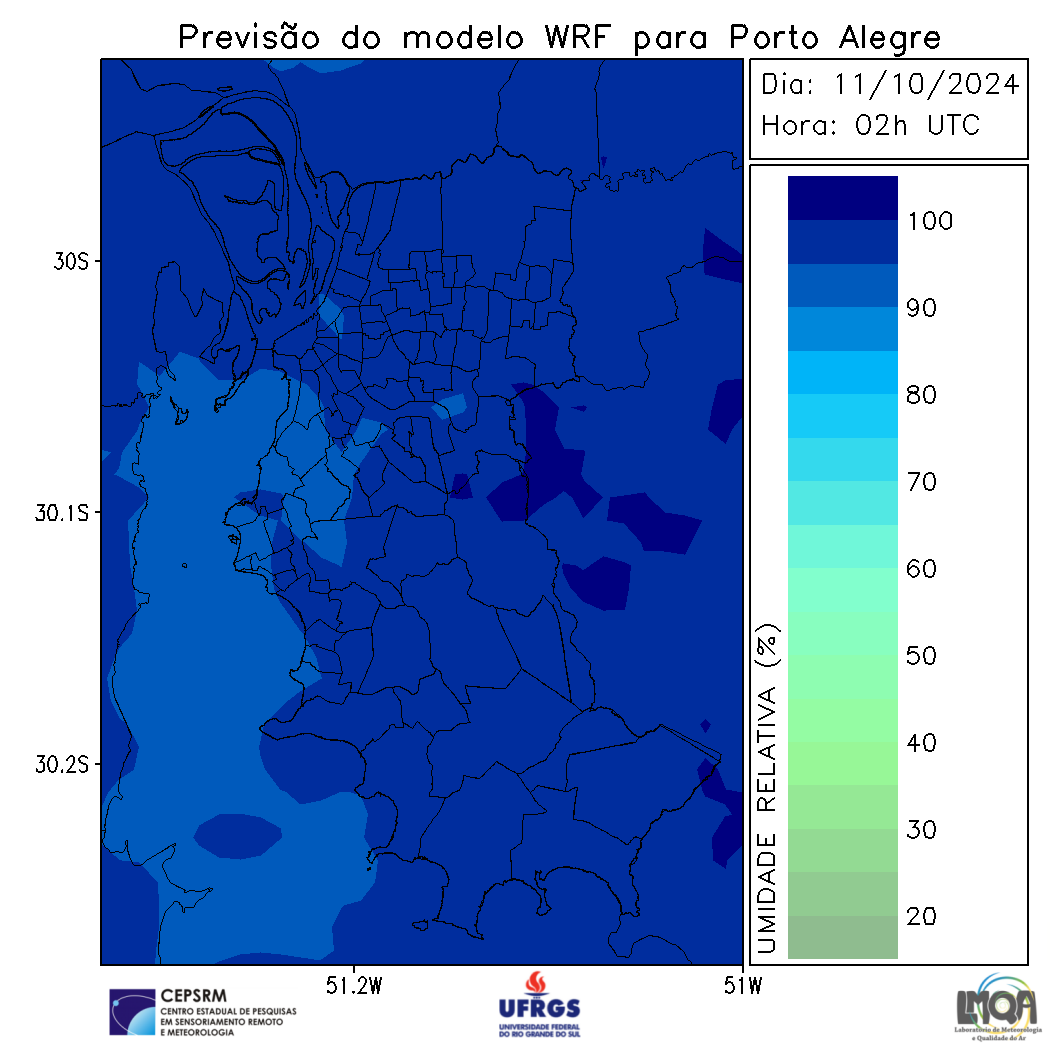 Previsão do modelo WRF para Porto Alegre
Dia: 11/10/2024
Hora: 02h UTC
30S
30.1S
30.2S
51.2W
51W
UMIDADE RELATIVA (%)
100
90
80
70
60
50
40
30
20
CEPSRM
CENTRO ESTADUAL DE PESQUISAS
EM SENSORIAMENTO REMOTO
E METEOROLOGIA
UFRGS
UNIVERSIDADE FEDERAL
DO RIO GRANDE DO SUL
LMQA
Laboratório de Meteorologia
e Qualidade do Ar